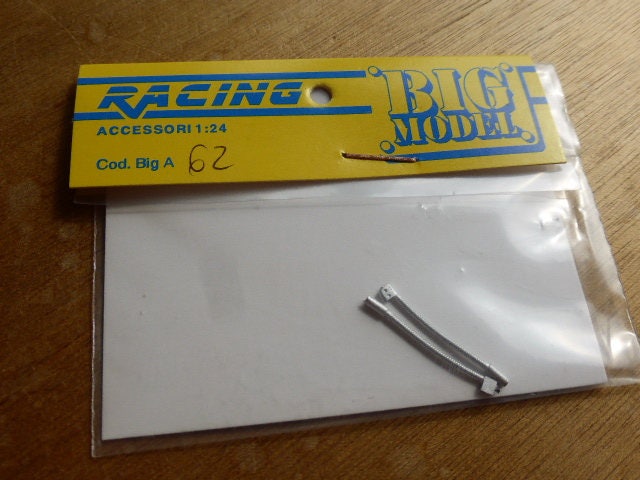 RACING
ACCESSORI 1:24
Cod. Big A 62
BIG
MODEL